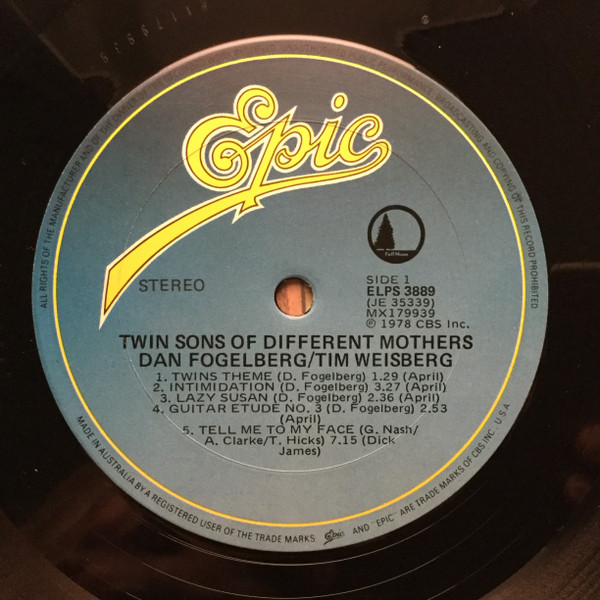 Epic
Full Moon
STEREO
SIDE 1
ELPS 3889
(JE 35339)
MX179939
℗ 1978 CBS Inc.
TWIN SONS OF DIFFERENT MOTHERS
DAN FOGELBERG/TIM WEISBERG
1. TWINS THEME (D. Fogelberg) 1.29 (April)
2. INTIMIDATION (D. Fogelberg) 3.27 (April)
3. LAZY SUSAN (D. Fogelberg) 2.36 (April)
4. GUITAR ETUDE NO. 3 (D. Fogelberg) 2.53
(April)
5. TELL ME TO MY FACE (G. Nash/
A. Clarke/T. Hicks) 7.15 (Dick
James)
ALL RIGHTS OF THE MANUFACTURER AND OF THE OWNER OF BROADCASTING AND COPYING OF THIS RECORD PROHIBITED
MADE IN AUSTRALIA BY A REGISTERED USER OF THE TRADE MARKS Epic AND "EPIC" ARE TRADE MARKS OF CBS INC. U S A